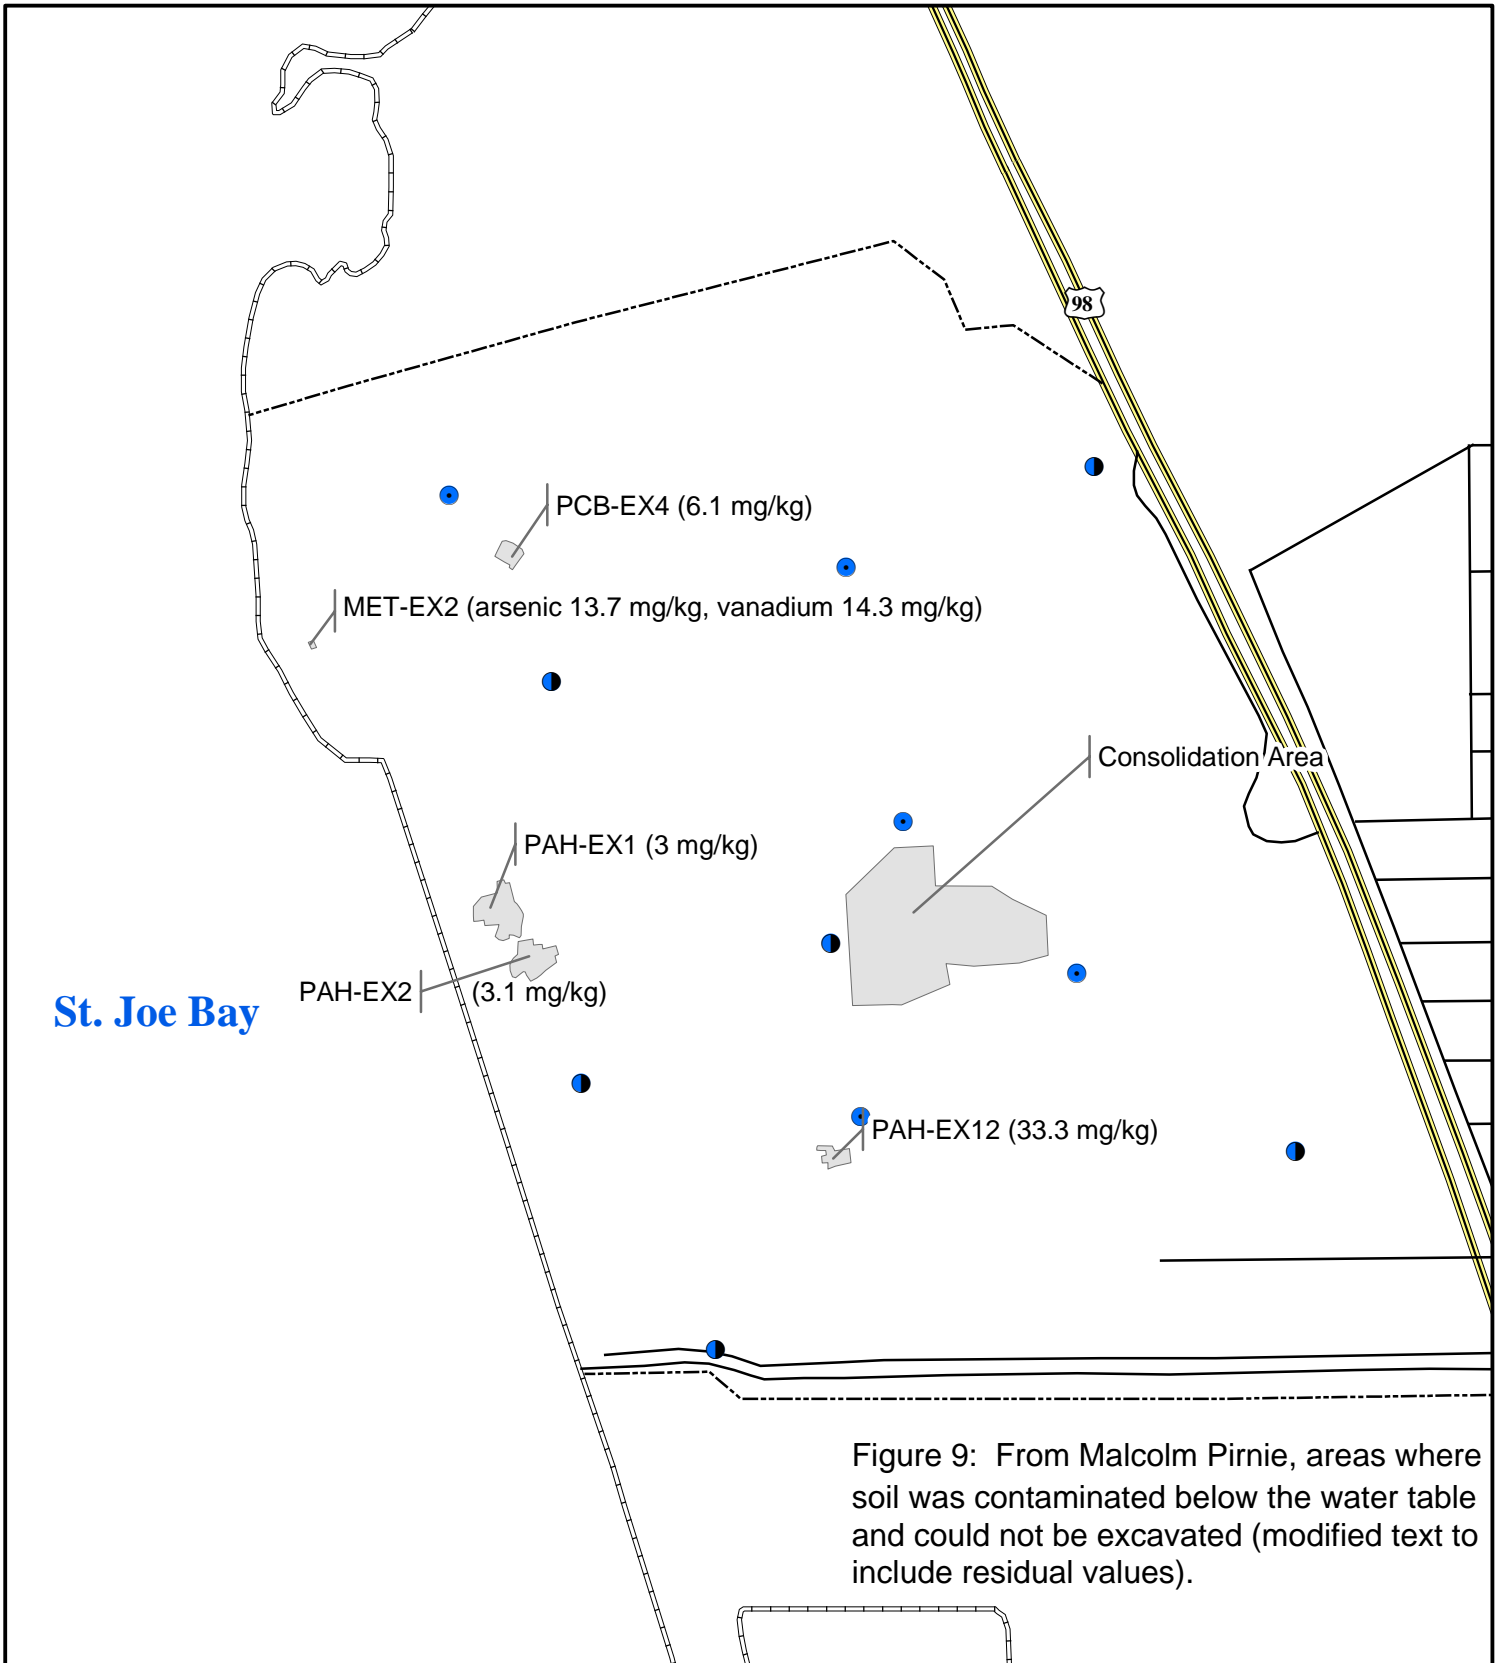 98
PCB-EX4 (6.1 mg/kg)
MET-EX2 (arsenic 13.7 mg/kg, vanadium 14.3 mg/kg)
Consolidation Area
PAH-EX1 (3 mg/kg)
PAH-EX2 (3.1 mg/kg)
St. Joe Bay
PAH-EX12 (33.3 mg/kg)
Figure 9: From Malcolm Pirnie, areas where
soil was contaminated below the water table
and could not be excavated (modified text to
include residual values).